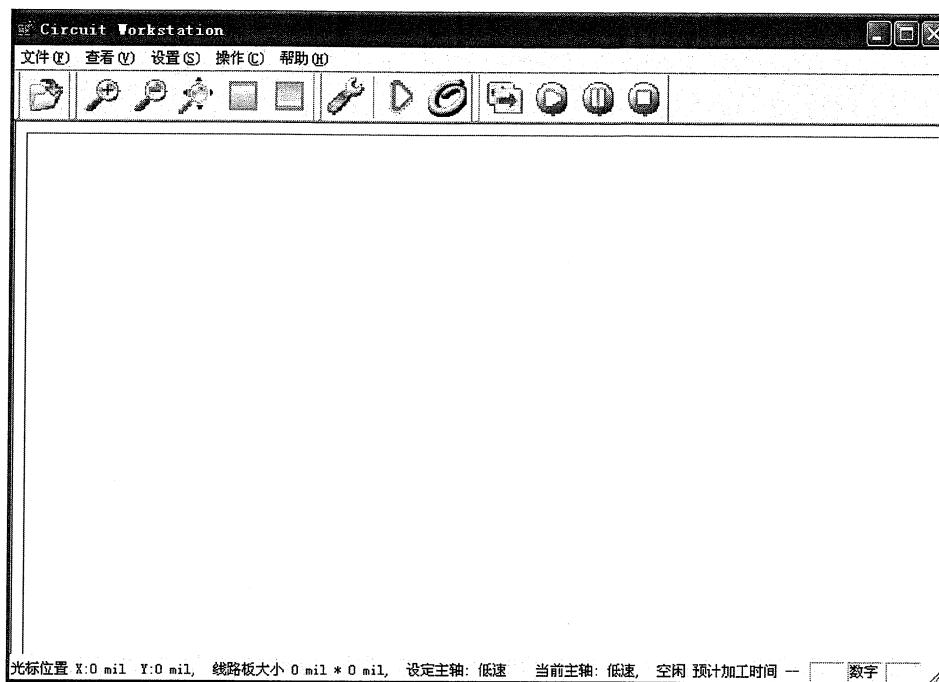 Circuit Workstation
文件(F) 查看(V) 设置(S) 操作(C) 帮助(H)
光标位置 X:0 mil Y:0 mil, 线路板大小 0 mil * 0 mil, 设定主轴: 低速 当前主轴: 低速, 空闲 预计加工时间 -- 数字